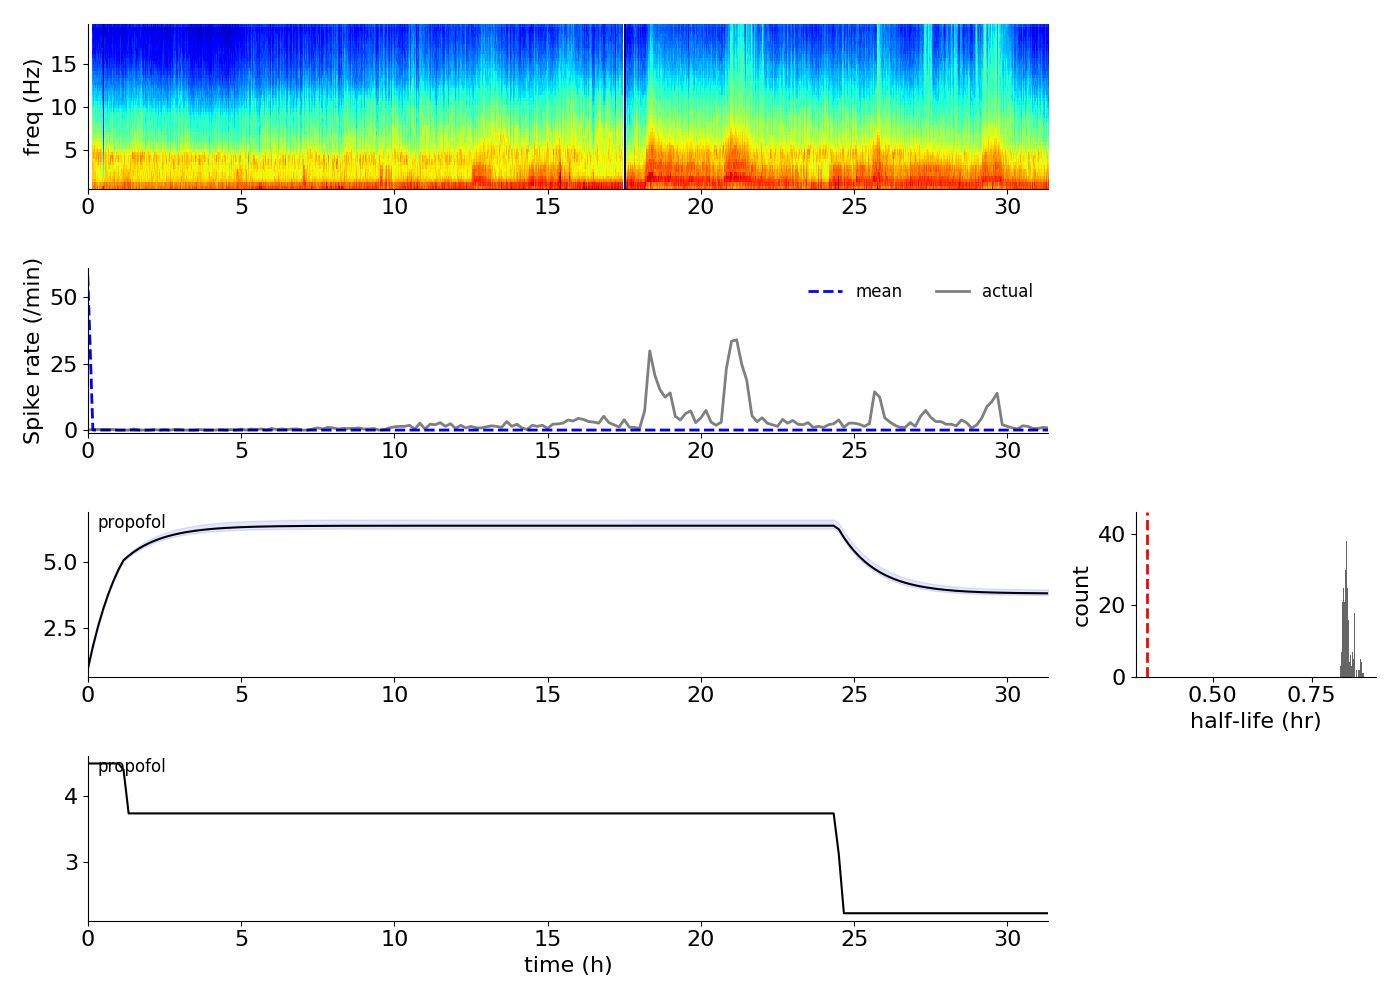 freq (Hz)
15
10
5
0 5 10 15 20 25 30
Spike rate (/min)
50
25
0
mean actual
0 5 10 15 20 25 30
propofol
5.0
2.5
0 5 10 15 20 25 30
count
40
20
0
0.50 0.75
half-life (hr)
propofol
4
3
0 5 10 15 20 25 30
time (h)